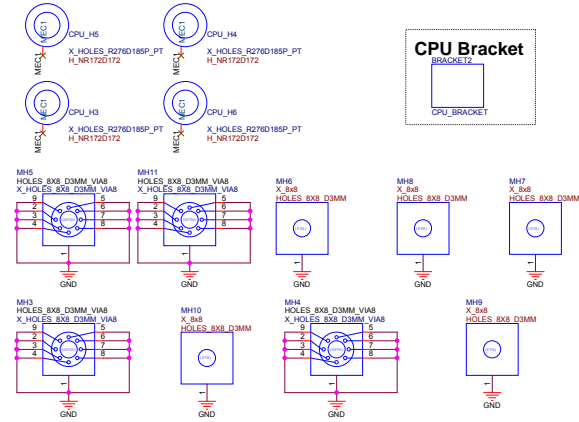 CPU_H5
MEC1
MEC1
X_HOLES_R276D185P_PT
H_NR172D172
CPU_H4
MEC1
MEC1
X_HOLES_R276D185P_PT
H_NR172D172
CPU Bracket
BRACKET2
CPU_BRACKET
CPU_H3
MEC1
MEC1
X_HOLES_R276D185P_PT
H_NR172D172
CPU_H6
MEC1
MEC1
X_HOLES_R276D185P_PT
H_NR172D172
MH5
HOLES_8X8_D3MM_VIA8
X_HOLES_8X8_D3MM_VIA8
9 5
2 6
3 7
4 8
1
GND
MH11
HOLES_8X8_D3MM_VIA8
X_HOLES_8X8_D3MM_VIA8
9 5
2 6
3 7
4 8
1
GND
MH6
X_8x8
HOLES_8X8_D3MM
1
GND
MH8
X_8x8
HOLES_8X8_D3MM
1
GND
MH7
X_8x8
HOLES_8X8_D3MM
1
GND
MH3
HOLES_8X8_D3MM_VIA8
X_HOLES_8X8_D3MM_VIA8
9 5
2 6
3 7
4 8
1
GND
MH10
X_8x8
HOLES_8X8_D3MM
1
GND
MH4
HOLES_8X8_D3MM_VIA8
X_HOLES_8X8_D3MM_VIA8
9 5
2 6
3 7
4 8
1
GND
MH9
X_8x8
HOLES_8X8_D3MM
1
GND